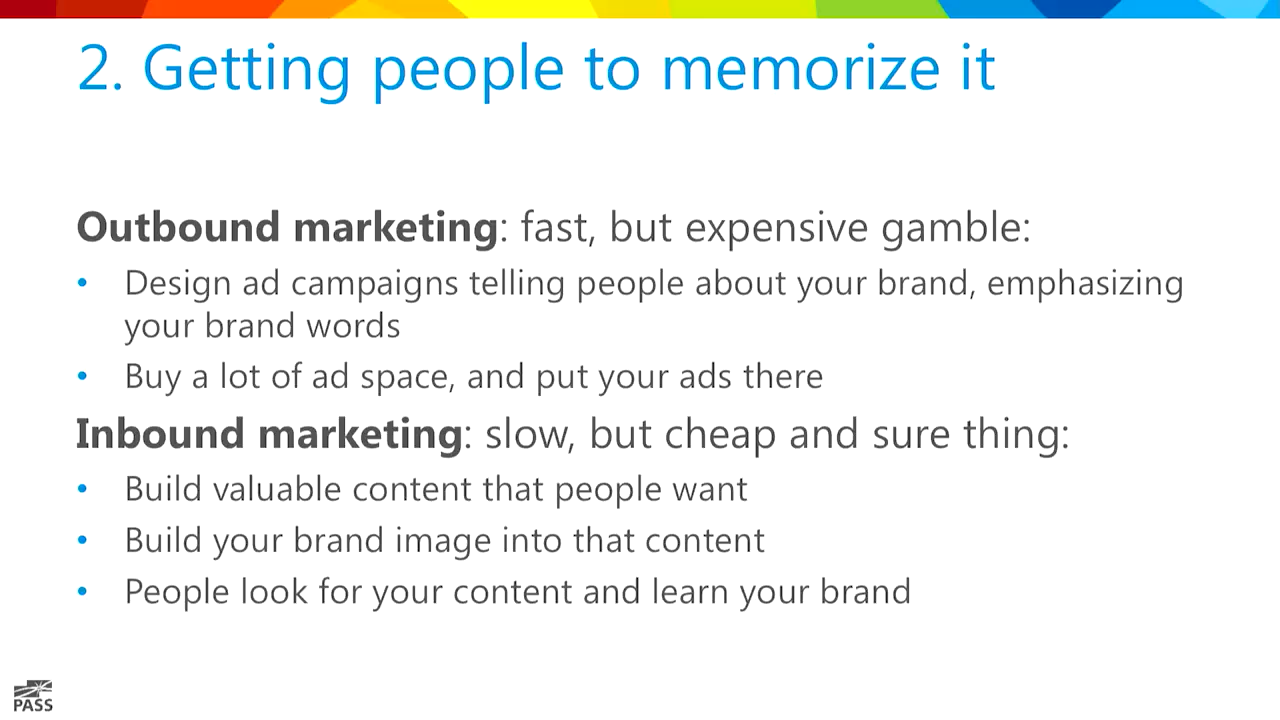 2. Getting people to memorize it
Outbound marketing: fast, but expensive gamble:
• Design ad campaigns telling people about your brand, emphasizing
your brand words
• Buy a lot of ad space, and put your ads there
Inbound marketing: slow, but cheap and sure thing:
• Build valuable content that people want
• Build your brand image into that content
• People look for your content and learn your brand
PASS